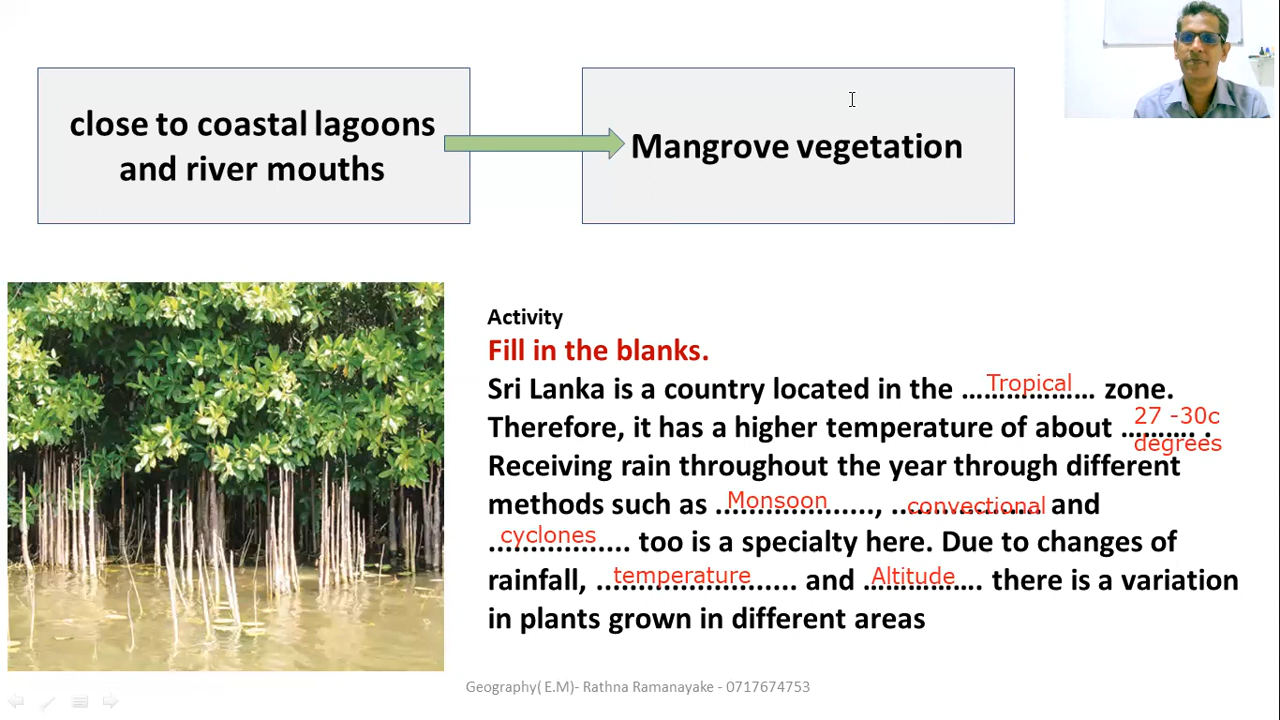 close to coastal lagoons
and river mouths
Mangrove vegetation
Activity
Fill in the blanks.
Sri Lanka is a country located in the ...Tropical... zone.
Therefore, it has a higher temperature of about 27 -30c degrees .
Receiving rain throughout the year through different
methods such as ...Monsoon..., ...convectional... and
...cyclones... too is a specialty here. Due to changes of
rainfall, ...temperature... and ...Altitude... there is a variation
in plants grown in different areas
Geography( E.M)- Rathna Ramanayake - 0717674753